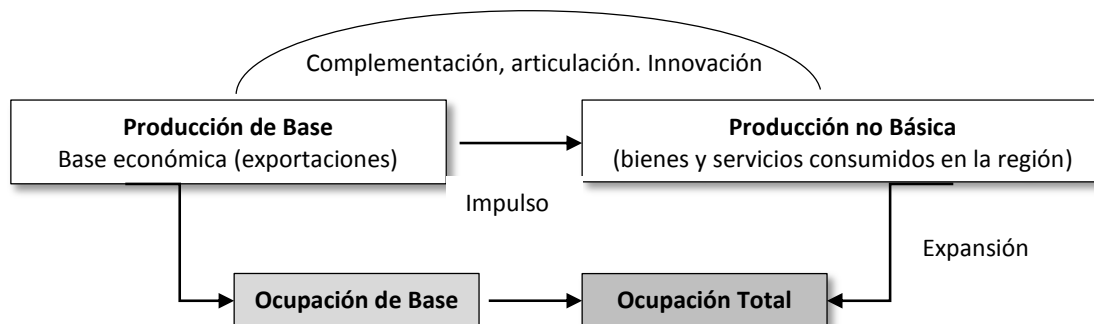 Complementación, articulación. Innovación
Producción de Base
Base económica (exportaciones)
Producción no Básica
(bienes y servicios consumidos en la región)
Impulso
Expansión
Ocupación de Base
Ocupación Total